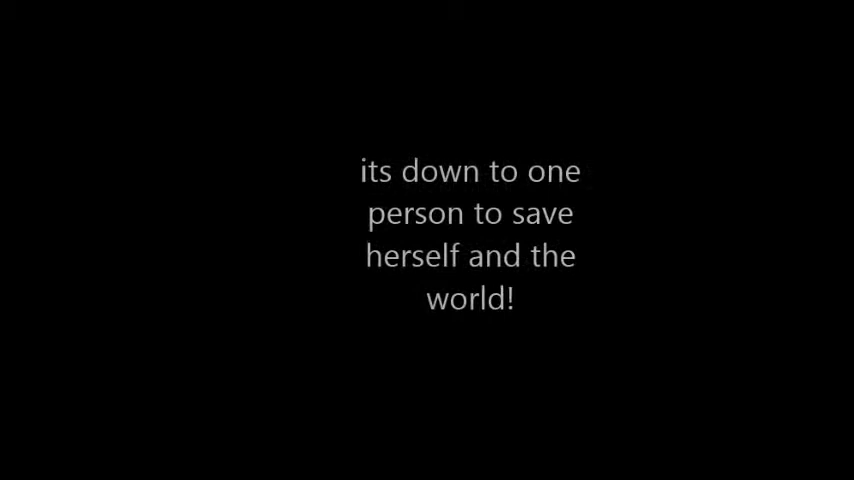 its down to one
person to save
herself and the
world!